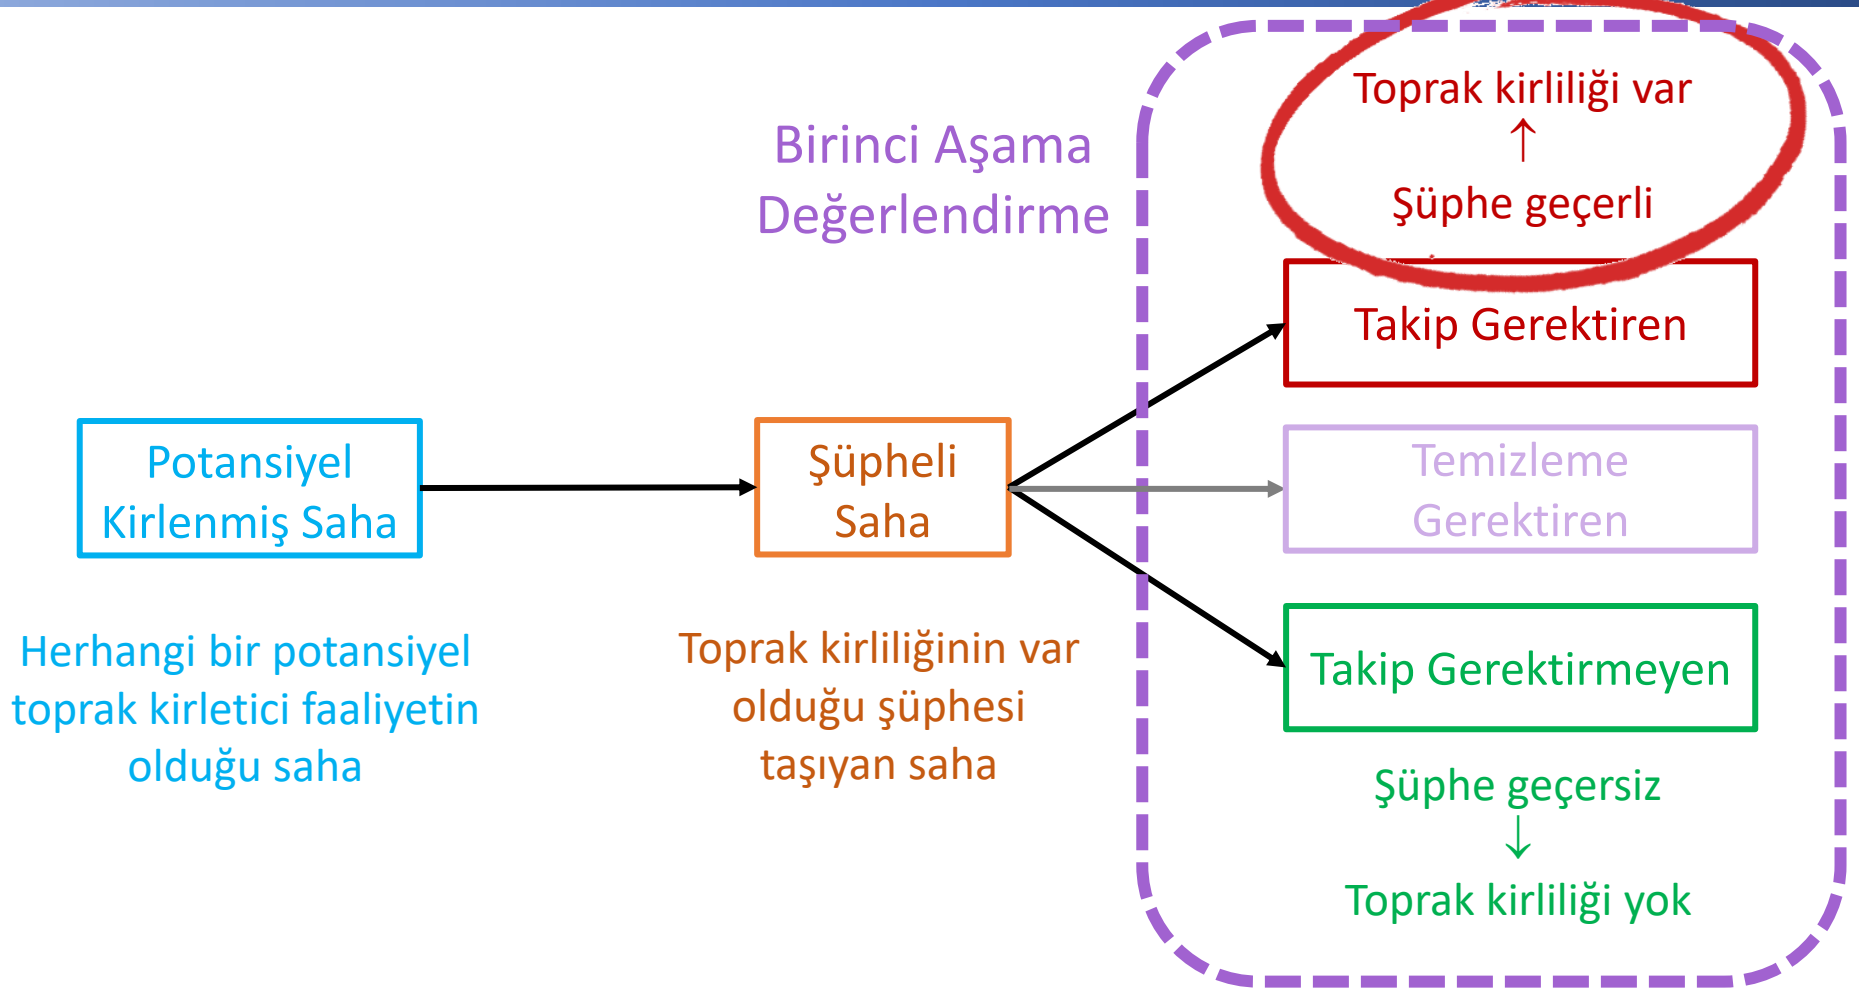 Toprak kirliliği var
↑
Şüphe geçerli
Birinci Aşama
Değerlendirme
Takip Gerektiren
Potansiyel
Kirlenmiş Saha
Şüpheli
Saha
Temizleme
Gerektiren
Herhangi bir potansiyel
toprak kirletici faaliyetin
olduğu saha
Toprak kirliliğinin var
olduğu şüphesi
taşıyan saha
Takip Gerektirmeyen
Şüphe geçersiz
↓
Toprak kirliliği yok